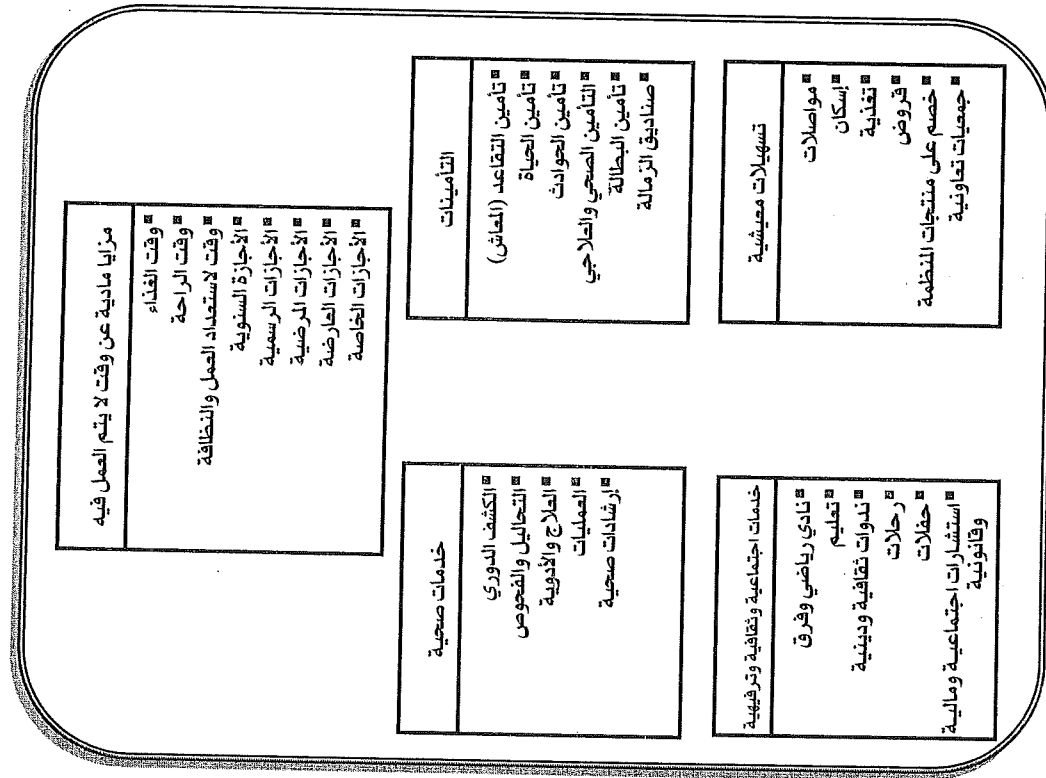 مزايا مادية عن وقت لا يتم العمل فيه
وقت الغذاء
وقت الراحة
وقت لاستعداد العمل والنظافة
الأجازة السنوية
الأجازات الرسمية
الأجازات المرضية
الأجازات العارضة
الأجازات الخاصة
التأمينات
تأمين التقاعد (المعاش)
تأمين الحياة
تأمين الحوادث
التأمين الصحي والعلاجي
تأمين البطالة
صناديق الزمالة
خدمات صحية
الكشف الدوري
التحاليل والفحوص
العلاج والأدوية
العمليات
إرشادات صحية
تسهيلات معيشية
مواصلات
إسكان
تغذية
قروض
خصم على منتجات المنظمة
جمعيات تعاونية
خدمات اجتماعية وثقافية وترفيهية
نادي رياضي وفرق
تعليم
ندوات ثقافية ودينية
رحلات
حفلات
استشارات اجتماعية ومالية
وقانونية